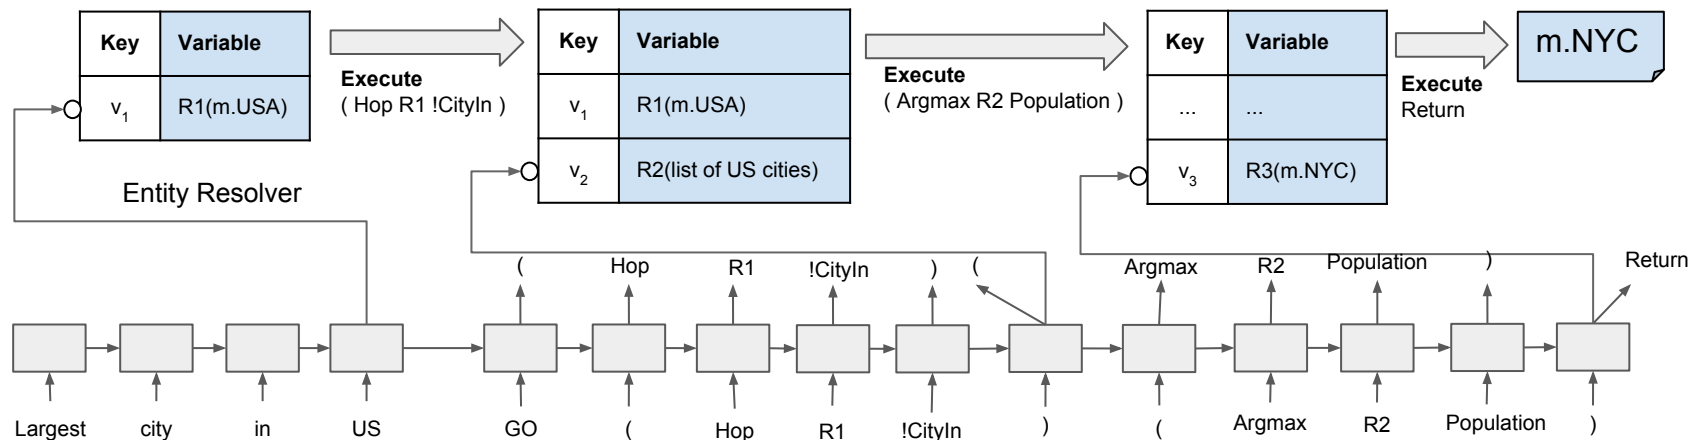 Key Variable
v1 R1(m.USA)
Execute
( Hop R1 !CityIn )
Key Variable
v1 R1(m.USA)
v2 R2(list of US cities)
Execute
( Argmax R2 Population )
Key Variable
... ...
v3 R3(m.NYC)
Execute
Return
m.NYC
Entity Resolver
( Hop R1 !CityIn ) ( Argmax R2 Population ) Return
Largest city in US GO ( Hop R1 !CityIn ) ( Argmax R2 Population )